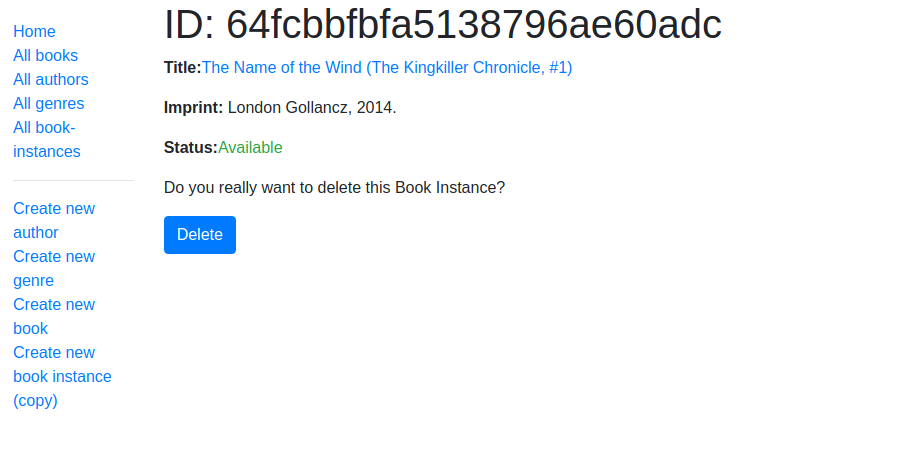 Home
All books
All authors
All genres
All book-
instances
Create new
author
Create new
genre
Create new
book
Create new
book instance
(copy)
ID: 64fcbbfbfa5138796ae60adc
Title:The Name of the Wind (The Kingkiller Chronicle, #1)
Imprint: London Gollancz, 2014.
Status:Available
Do you really want to delete this Book Instance?
Delete